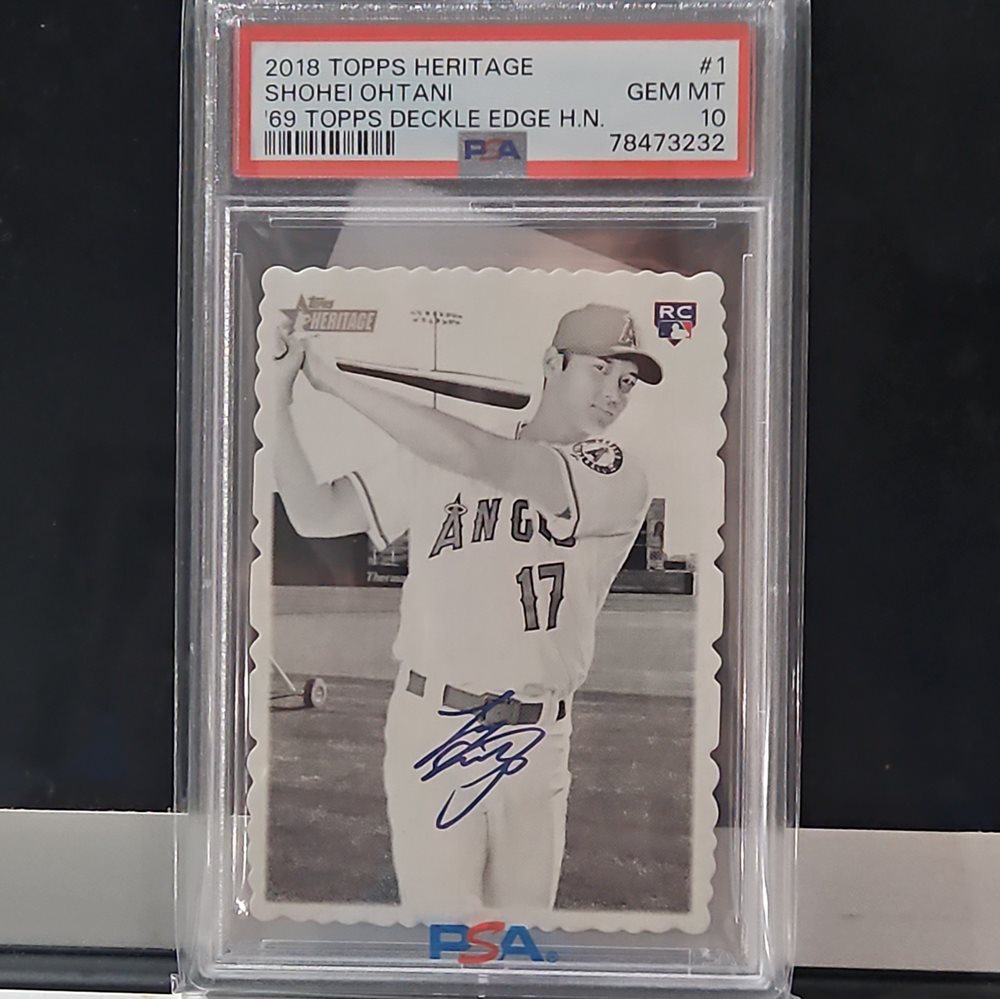 2018 TOPPS HERITAGE #1
SHOHEI OHTANI GEM MT
'69 TOPPS DECKLE EDGE H.N. 10
PSA 78473232
topps
HERITAGE
RC
A
ANGEL
17
PSA.